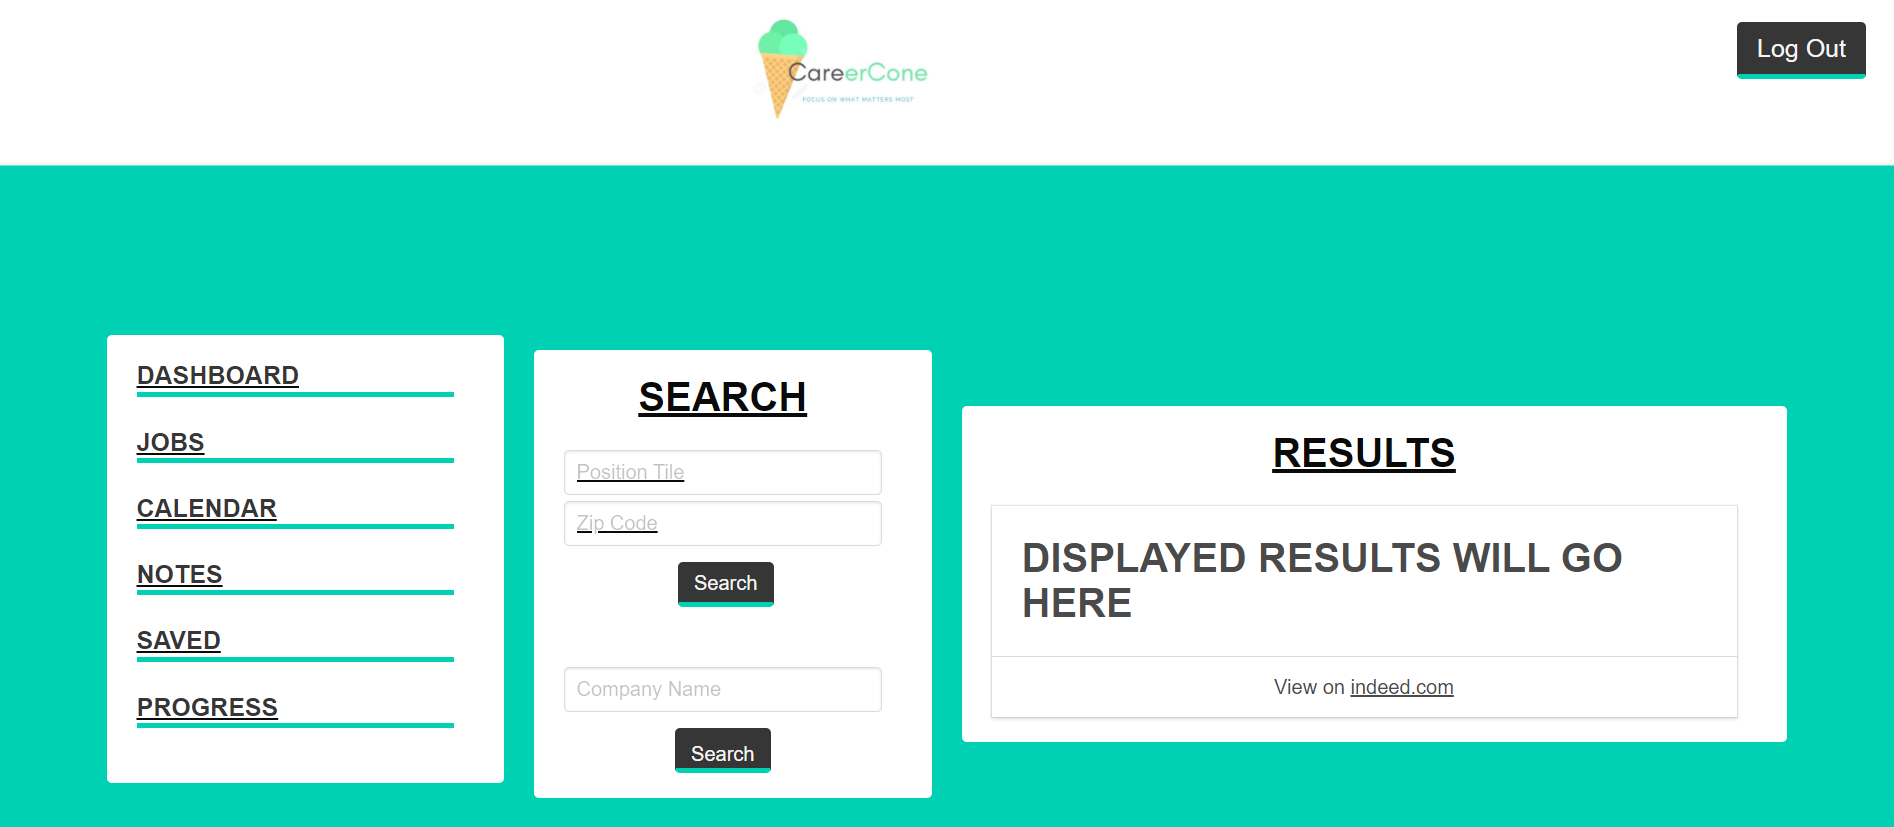 CareerCone
FOCUS ON WHAT MATTERS MOST
Log Out
DASHBOARD
JOBS
CALENDAR
NOTES
SAVED
PROGRESS
SEARCH
Position Tile
Zip Code
Search
Company Name
Search
RESULTS
DISPLAYED RESULTS WILL GO
HERE
View on indeed.com